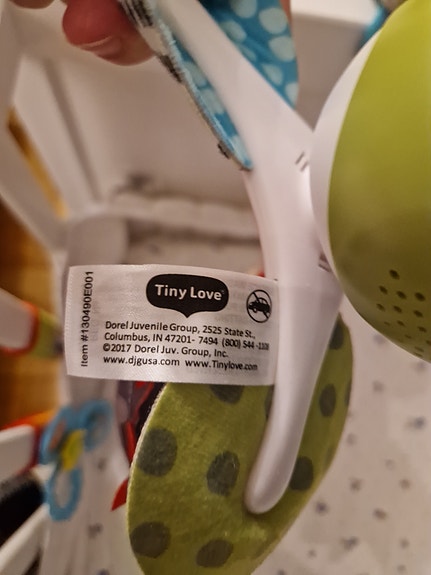 Tiny Love
Dorel Juvenile Group, 2525 State St.,
Columbus, IN 47201- 7494 (800) 544 -1108
©2017 Dorel Juv. Group, Inc.
www.djgusa.com www.Tinylove.com
Item #130490E001